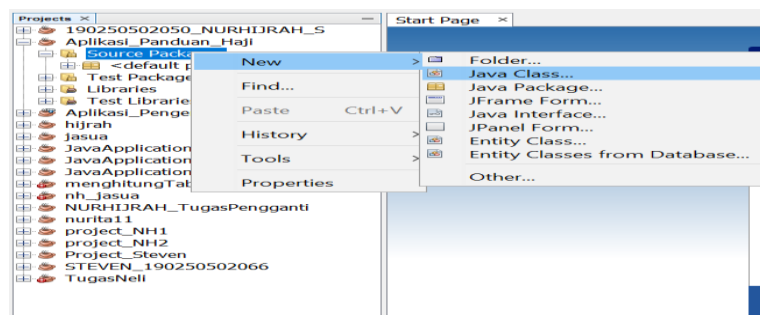 Projects ×
190250502050_NURHIJRAH_S
Aplikasi_Panduan_Haji
Source Packa
<default p
Test Package
Libraries
Test Librarie
Aplikasi_Penge
hijrah
jasua
JavaApplication
JavaApplication
JavaApplication
menghitungTab
nh_jasua
NURHIJRAH_TugasPengganti
nurita11
project_NH1
project_NH2
Project_Steven
STEVEN_190250502066
TugasNeli
Start Page ×
New >
Find...
Paste Ctrl+V
History >
Tools >
Properties
Folder...
Java Class...
Java Package...
JFrame Form...
Java Interface...
JPanel Form...
Entity Class...
Entity Classes from Database...
Other...